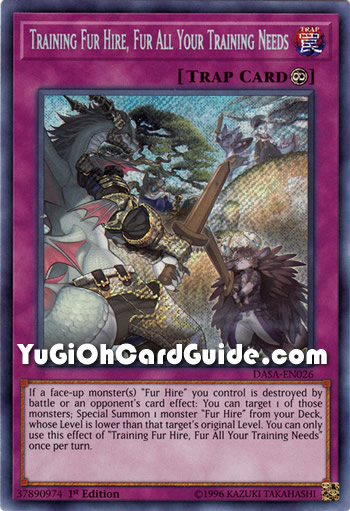 Training Fur Hire, Fur All Your Training Needs
TRAP
罠
[Trap Card∞]
YuGiOhCardGuide.com
DASA-EN026
If a face-up monster(s) "Fur Hire" you control is destroyed
by battle or an opponent's card effect: You can target 1 of those
monsters; Special Summon 1 monster "Fur Hire" from your Deck,
whose Level is lower than that target's original Level. You can only
use this effect of "Training Fur Hire, Fur All Your Training Needs"
once per turn.
37890974 1st Edition ©1996 KAZUKI TAKAHASHI